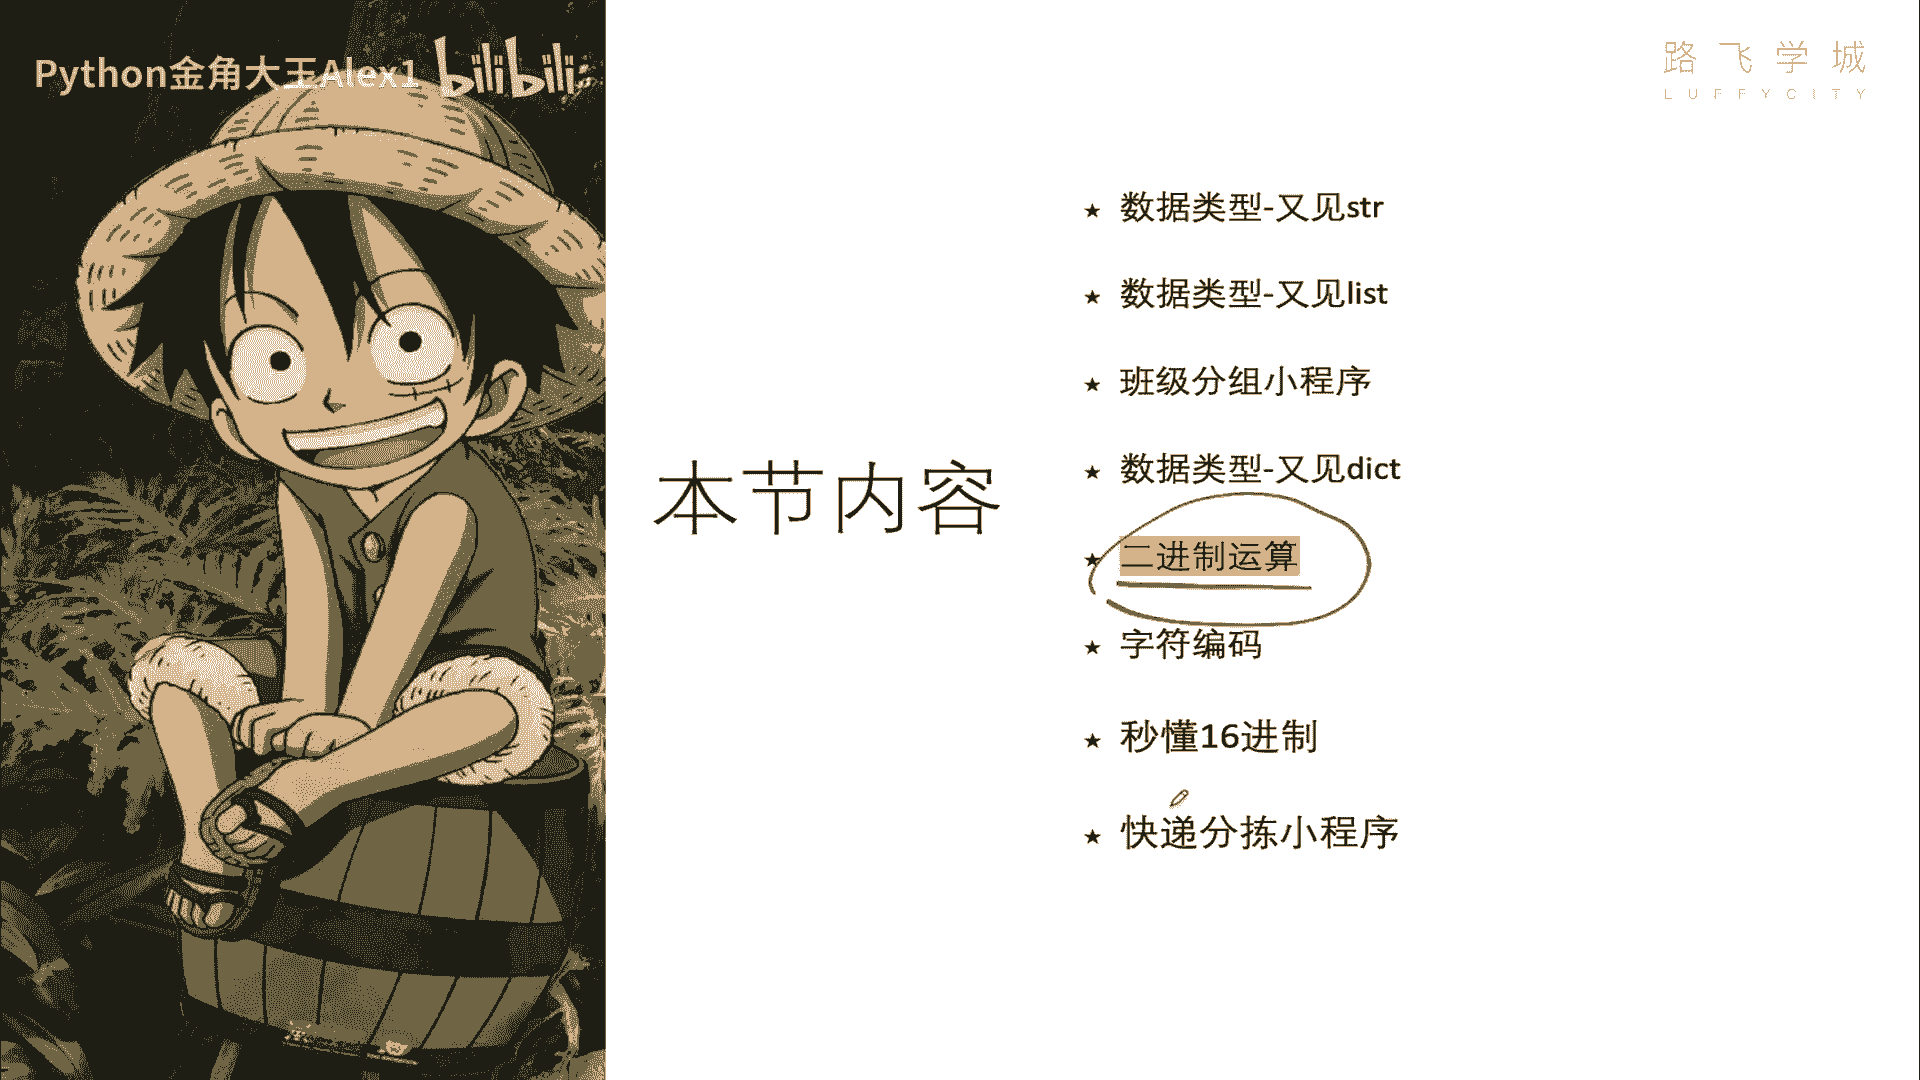 Python金角大王Alex1 bilibili
路飞学城
LUFFYCITY
本节内容
数据类型-又见str
数据类型-又见list
班级分组小程序
数据类型-又见dict
二进制运算
字符编码
秒懂16进制
快递分拣小程序